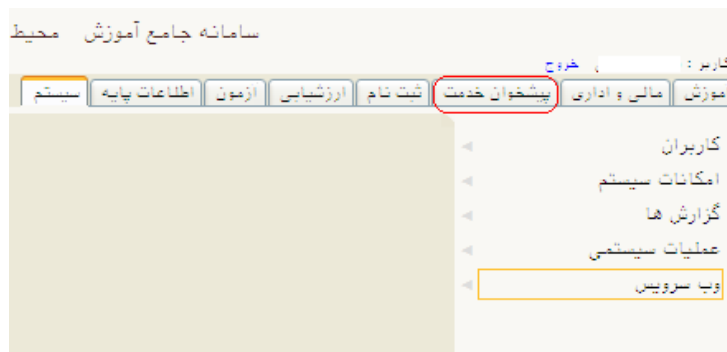 سامانه جامع آموزش محیط
کاربر : , خروج
آموزش مالی و اداری پیشخوان خدمت ثبت نام ارزشیابی آزمون اطلاعات پایه سیستم
کاربران
امکانات سیستم
گزارش ها
عملیات سیستمی
وب سرویس